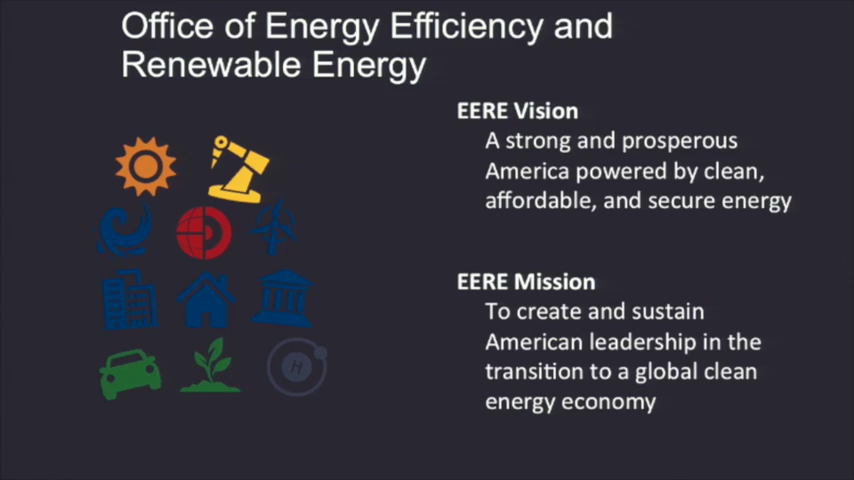 Office of Energy Efficiency and
Renewable Energy
EERE Vision
A strong and prosperous
America powered by clean,
affordable, and secure energy
EERE Mission
To create and sustain
American leadership in the
transition to a global clean
energy economy
H